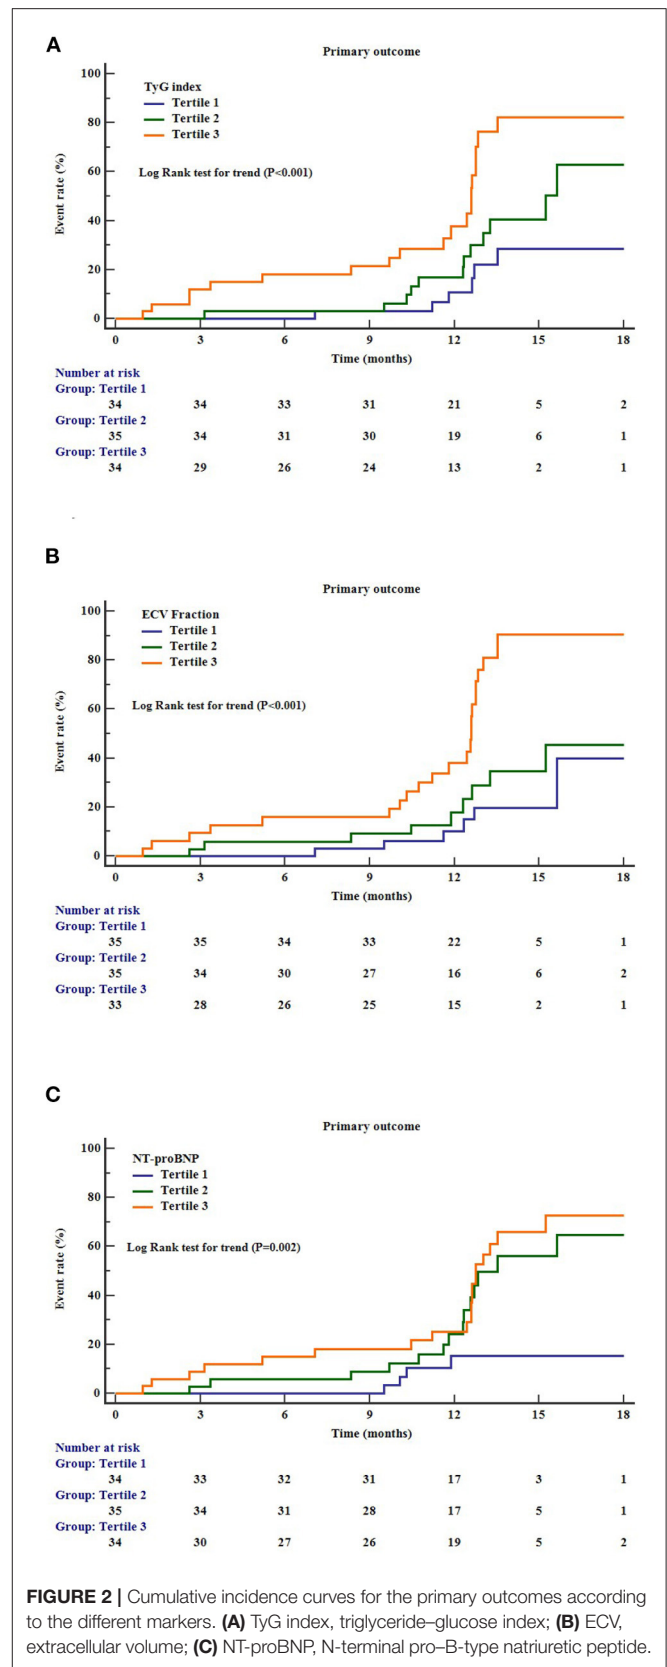 A
Primary outcome
100
80
60
40
20
0
Event rate (%)
TyG index
Tertile 1
Tertile 2
Tertile 3
Log Rank test for trend (P<0.001)
0 3 6 9 12 15 18
Time (months)
Number at risk
Group: Tertile 1
34 34 33 31 21 5 2
Group: Tertile 2
35 34 31 30 19 6 1
Group: Tertile 3
34 29 26 24 13 2 1
B
Primary outcome
100
80
60
40
20
0
Event rate (%)
ECV Fraction
Tertile 1
Tertile 2
Tertile 3
Log Rank test for trend (P<0.001)
0 3 6 9 12 15 18
Time (months)
Number at risk
Group: Tertile 1
35 35 34 33 22 5 1
Group: Tertile 2
35 34 30 27 16 6 2
Group: Tertile 3
33 28 26 25 15 2 1
C
Primary outcome
100
80
60
40
20
0
Event rate (%)
NT-proBNP
Tertile 1
Tertile 2
Tertile 3
Log Rank test for trend (P=0.002)
0 3 6 9 12 15 18
Time (months)
Number at risk
Group: Tertile 1
34 33 32 31 17 3 1
Group: Tertile 2
35 34 31 28 17 5 1
Group: Tertile 3
34 30 27 26 19 5 2
FIGURE 2 | Cumulative incidence curves for the primary outcomes according
to the different markers. (A) TyG index, triglyceride–glucose index; (B) ECV,
extracellular volume; (C) NT-proBNP, N-terminal pro–B-type natriuretic peptide.